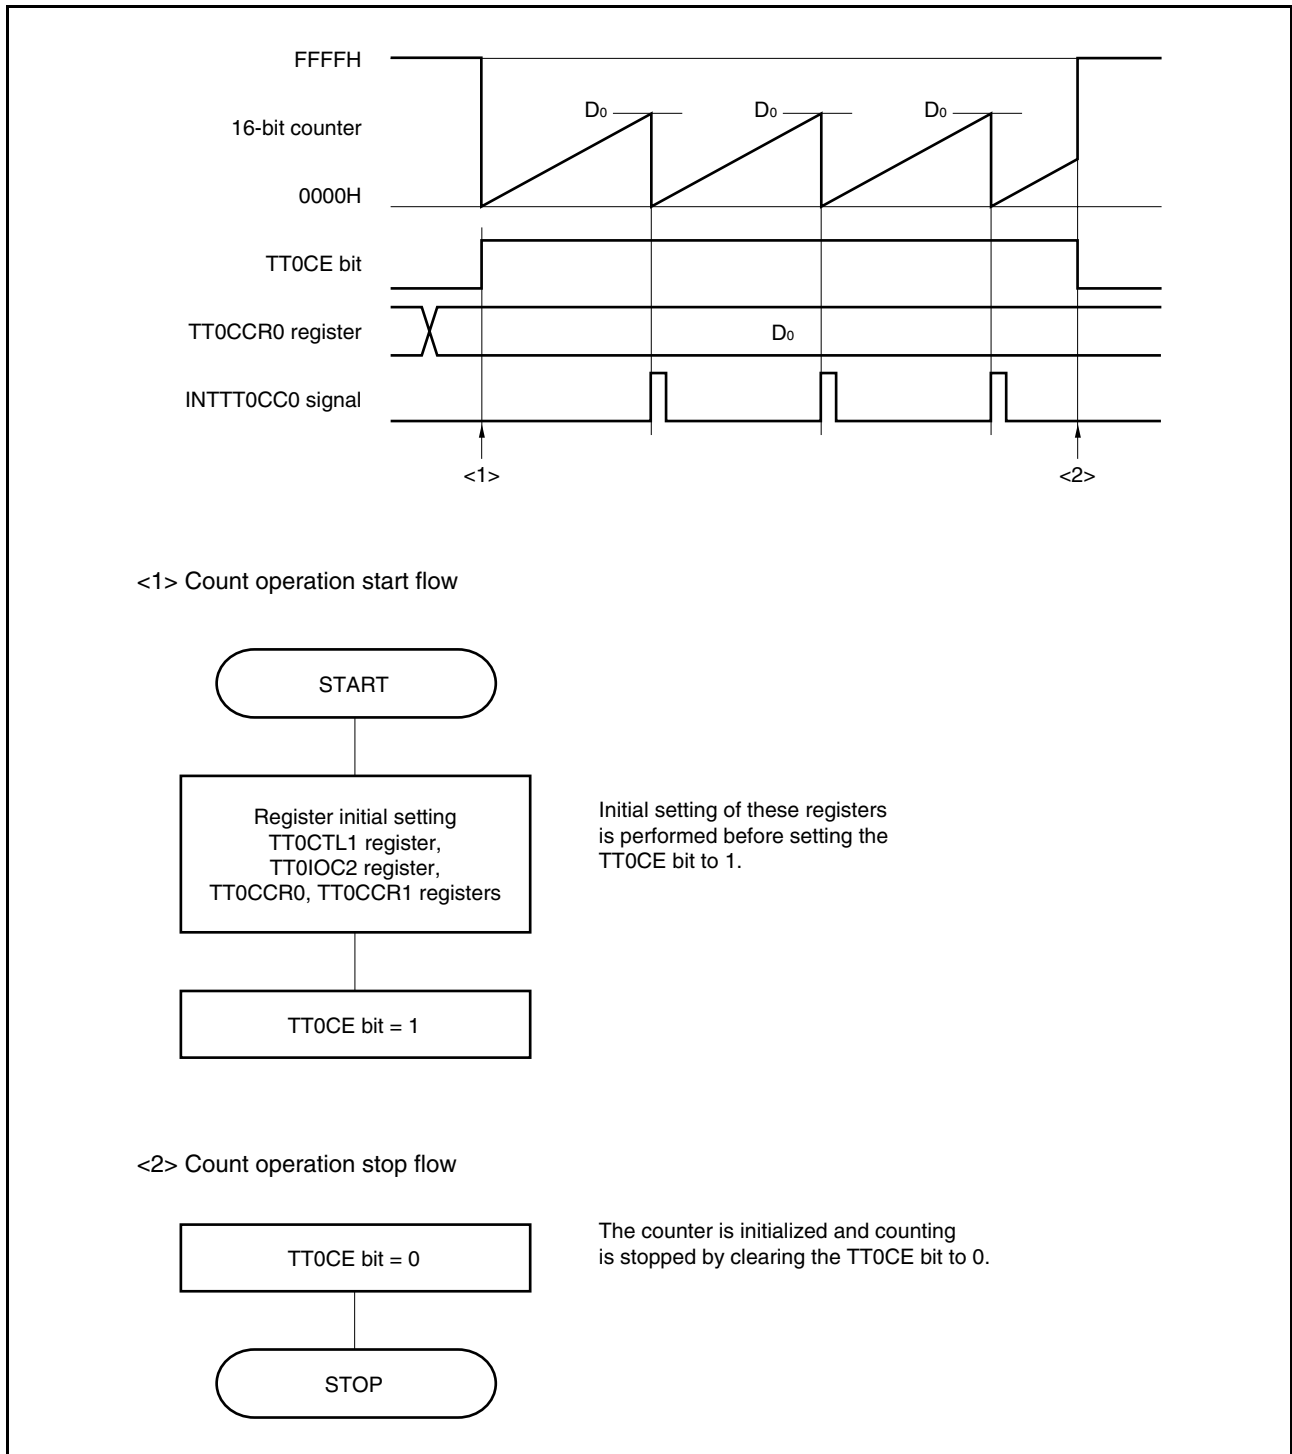 FFFFH
D0 D0 D0
16-bit counter
0000H
TT0CE bit
TT0CCR0 register
D0
INTTT0CC0 signal
<1> <2>
<1> Count operation start flow
START
Register initial setting
TT0CTL1 register,
TT0IOC2 register,
TT0CCR0, TT0CCR1 registers
Initial setting of these registers
is performed before setting the
TT0CE bit to 1.
TT0CE bit = 1
<2> Count operation stop flow
TT0CE bit = 0
The counter is initialized and counting
is stopped by clearing the TT0CE bit to 0.
STOP